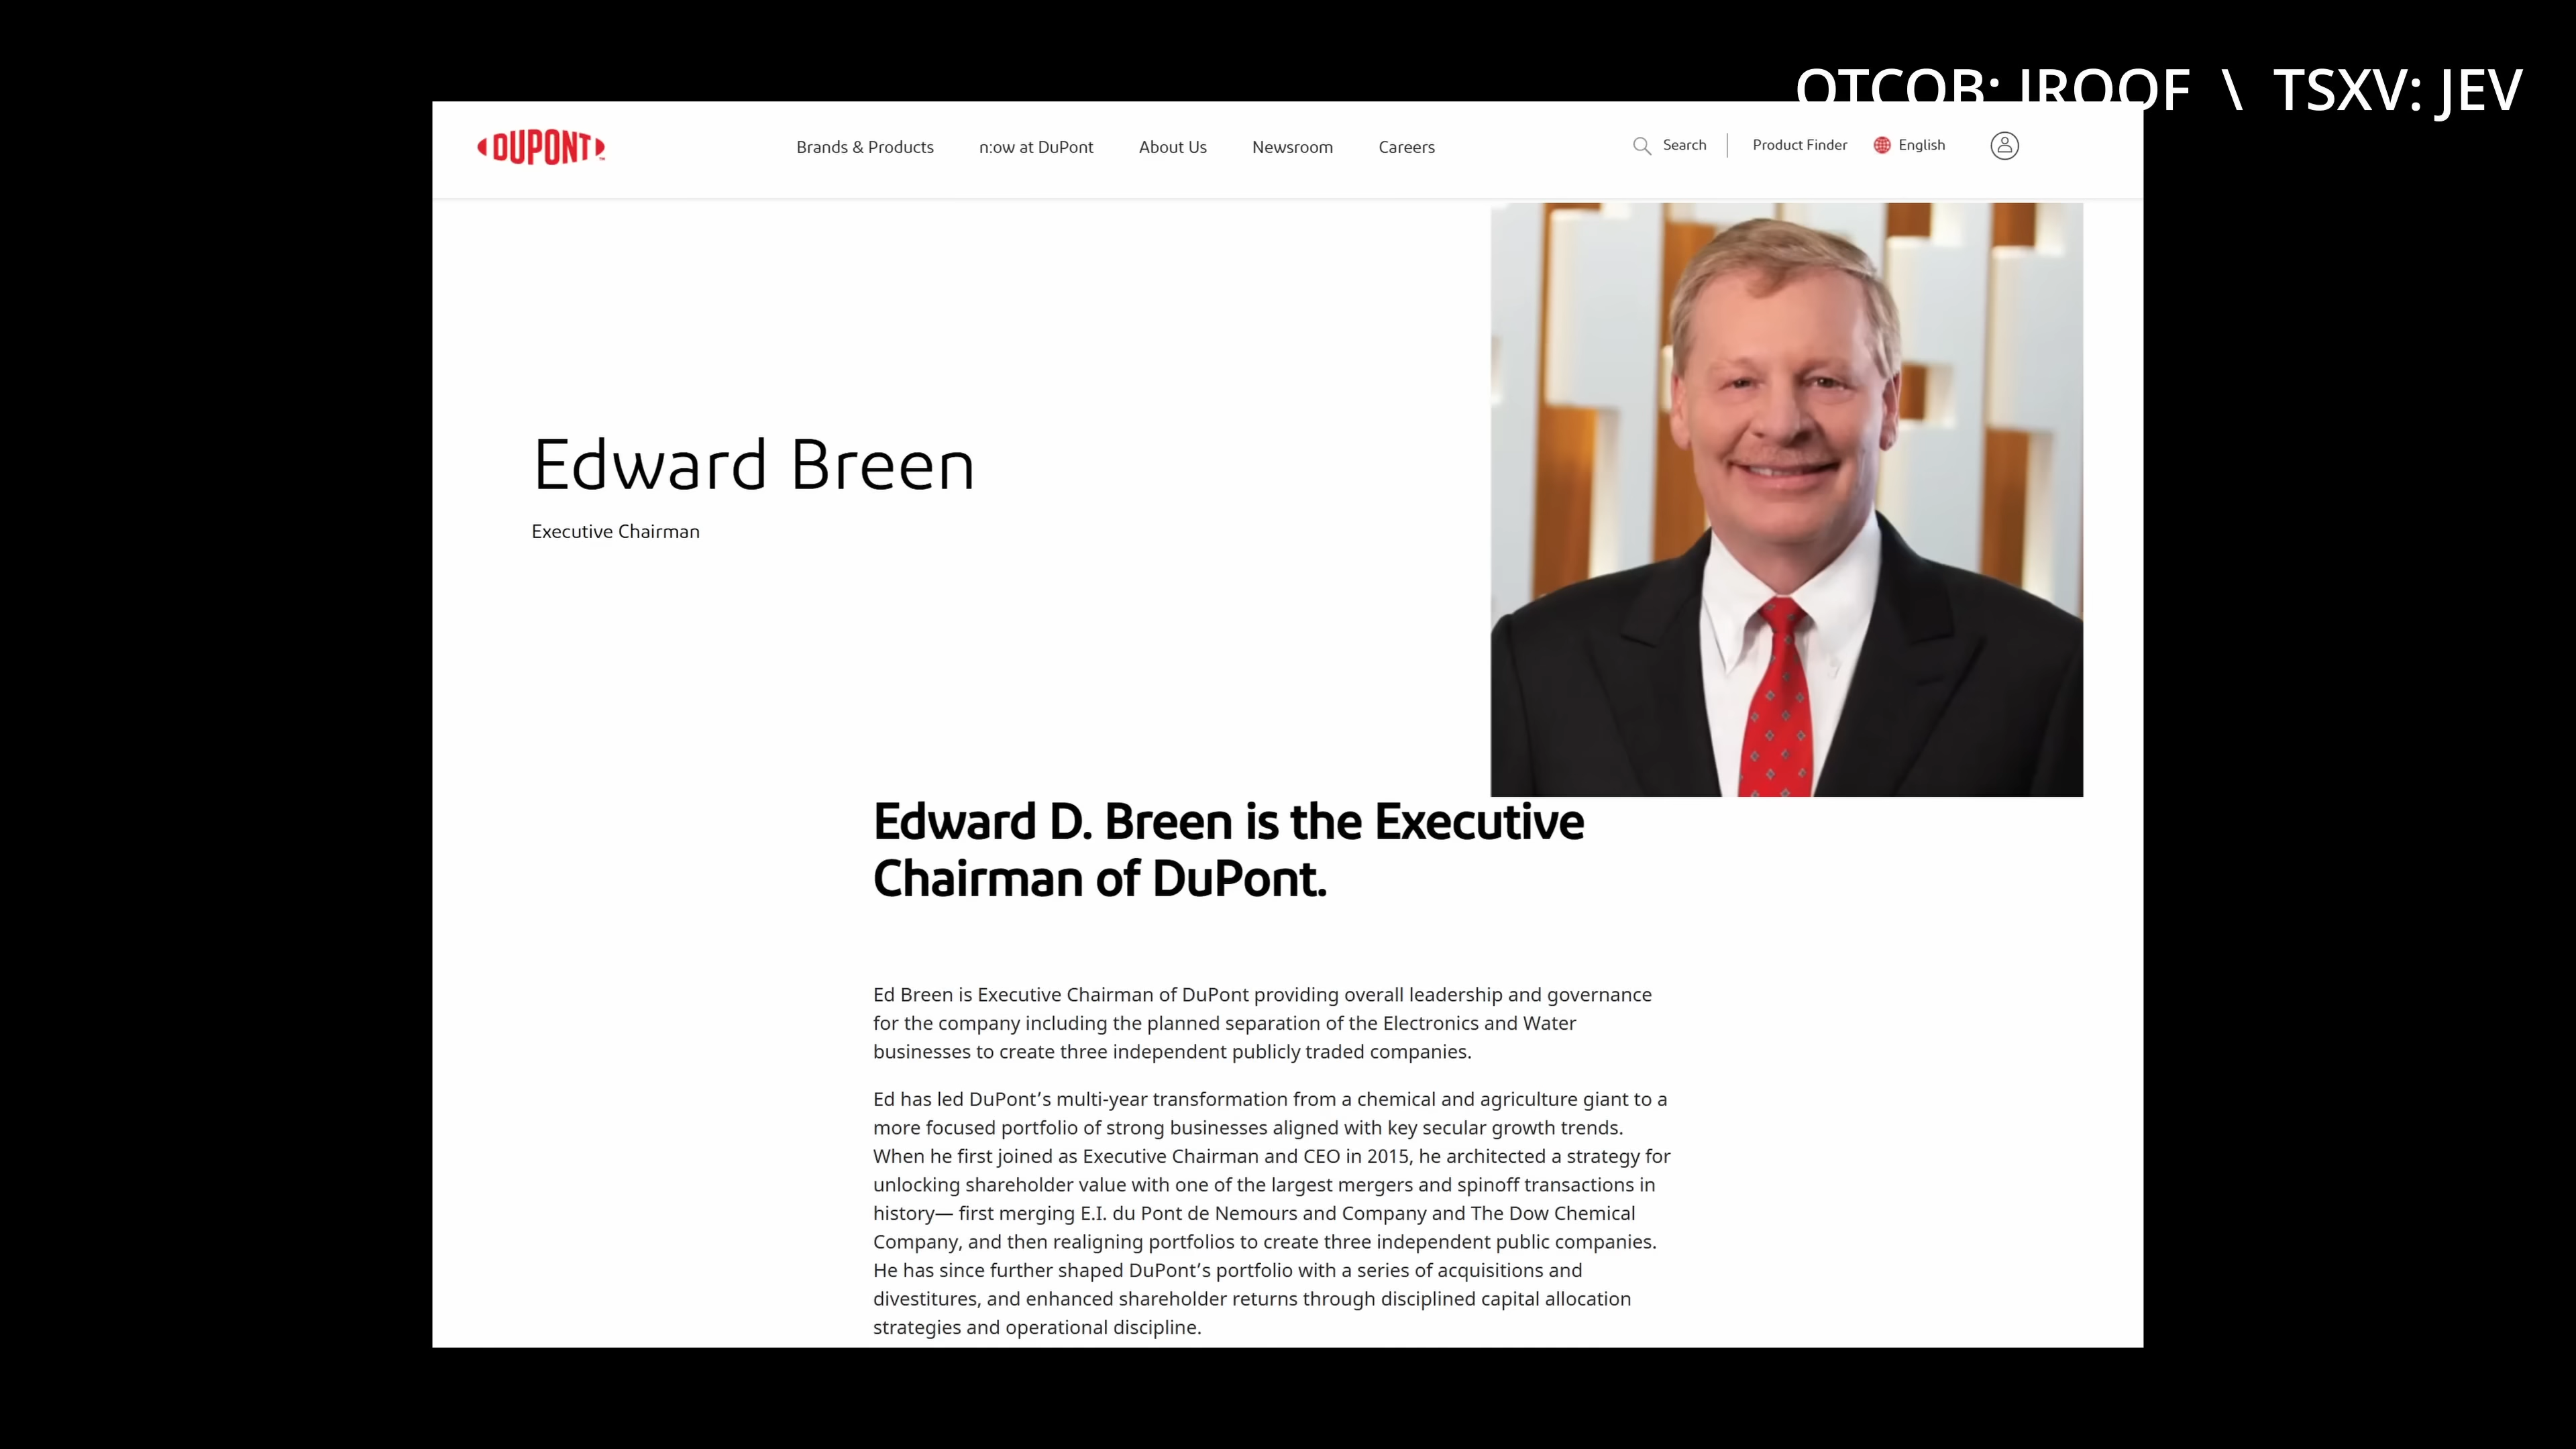 OTCQB: JROOF \ TSXV: JEV
DUPONT
Brands & Products n:ow at DuPont About Us Newsroom Careers Search Product Finder English
Edward Breen
Executive Chairman
Edward D. Breen is the Executive
Chairman of DuPont.
Ed Breen is Executive Chairman of DuPont providing overall leadership and governance
for the company including the planned separation of the Electronics and Water
businesses to create three independent publicly traded companies.
Ed has led DuPont’s multi-year transformation from a chemical and agriculture giant to a
more focused portfolio of strong businesses aligned with key secular growth trends.
When he first joined as Executive Chairman and CEO in 2015, he architected a strategy for
unlocking shareholder value with one of the largest mergers and spinoff transactions in
history— first merging E.I. du Pont de Nemours and Company and The Dow Chemical
Company, and then realigning portfolios to create three independent public companies.
He has since further shaped DuPont’s portfolio with a series of acquisitions and
divestitures, and enhanced shareholder returns through disciplined capital allocation
strategies and operational discipline.